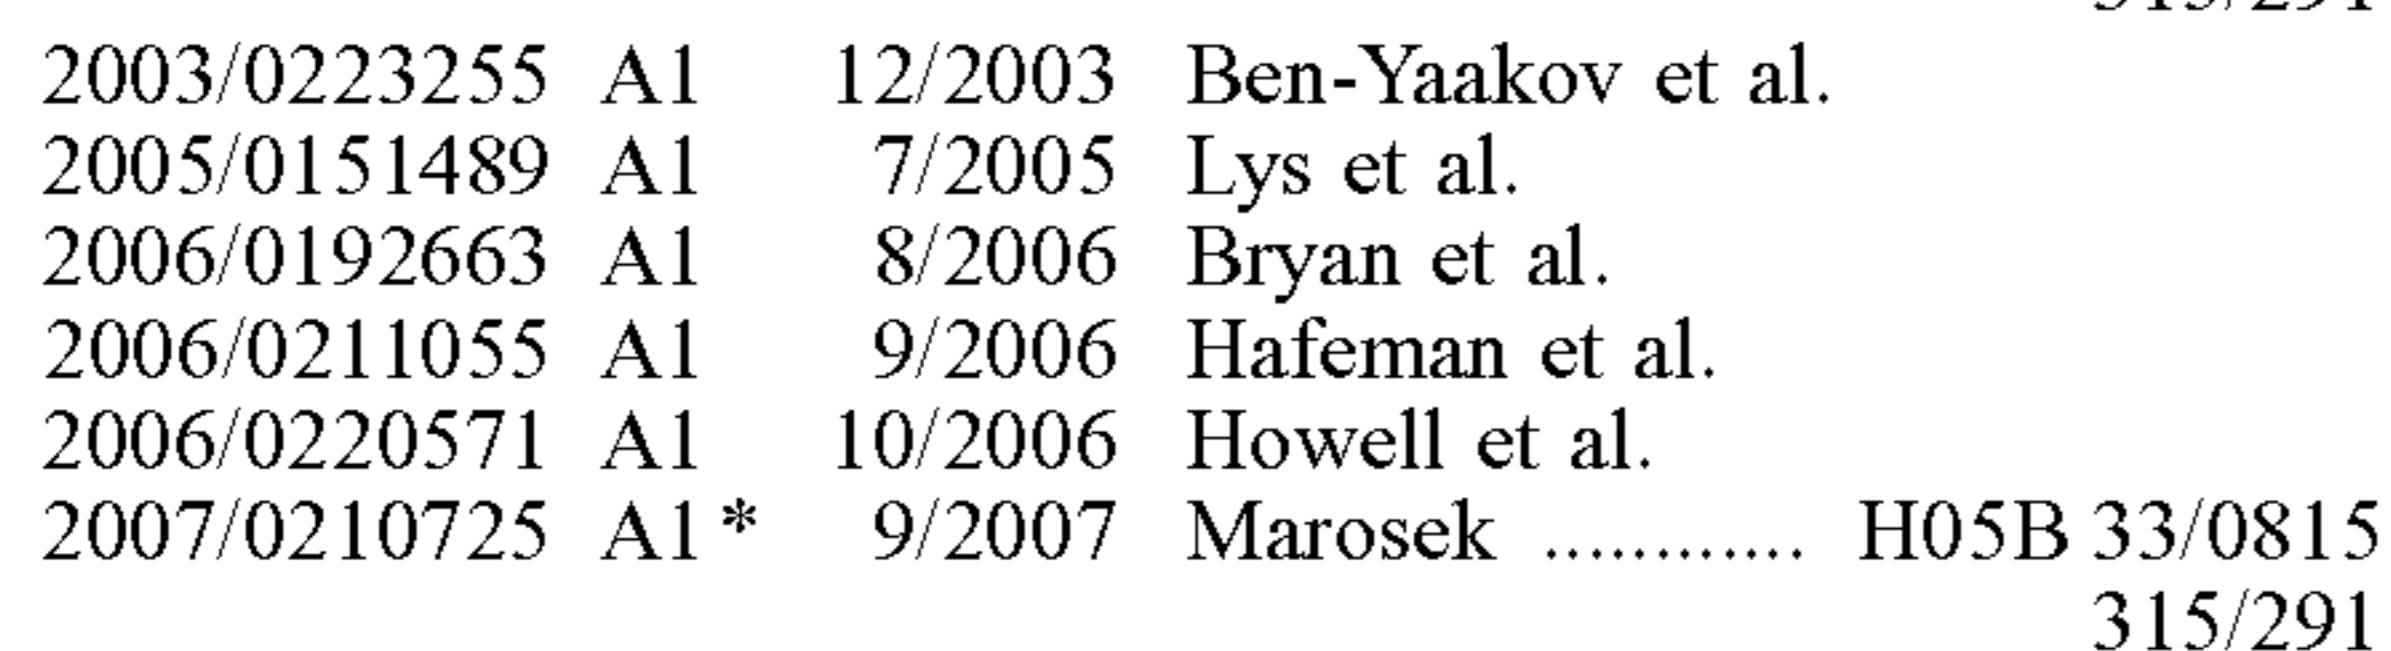 315/291
2003/0223255 A1 12/2003 Ben-Yaakov et al.
2005/0151489 A1 7/2005 Lys et al.
2006/0192663 A1 8/2006 Bryan et al.
2006/0211055 A1 9/2006 Hafeman et al.
2006/0220571 A1 10/2006 Howell et al.
2007/0210725 A1 * 9/2007 Marosek ............ H05B 33/0815
315/291